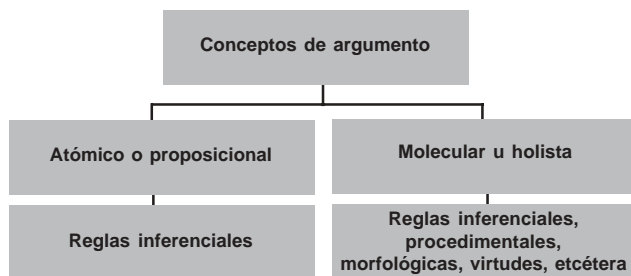 Conceptos de argumento
Atómico o proposicional
Molecular u holista
Reglas inferenciales
Reglas inferenciales,
procedimentales,
morfológicas, virtudes, etcétera